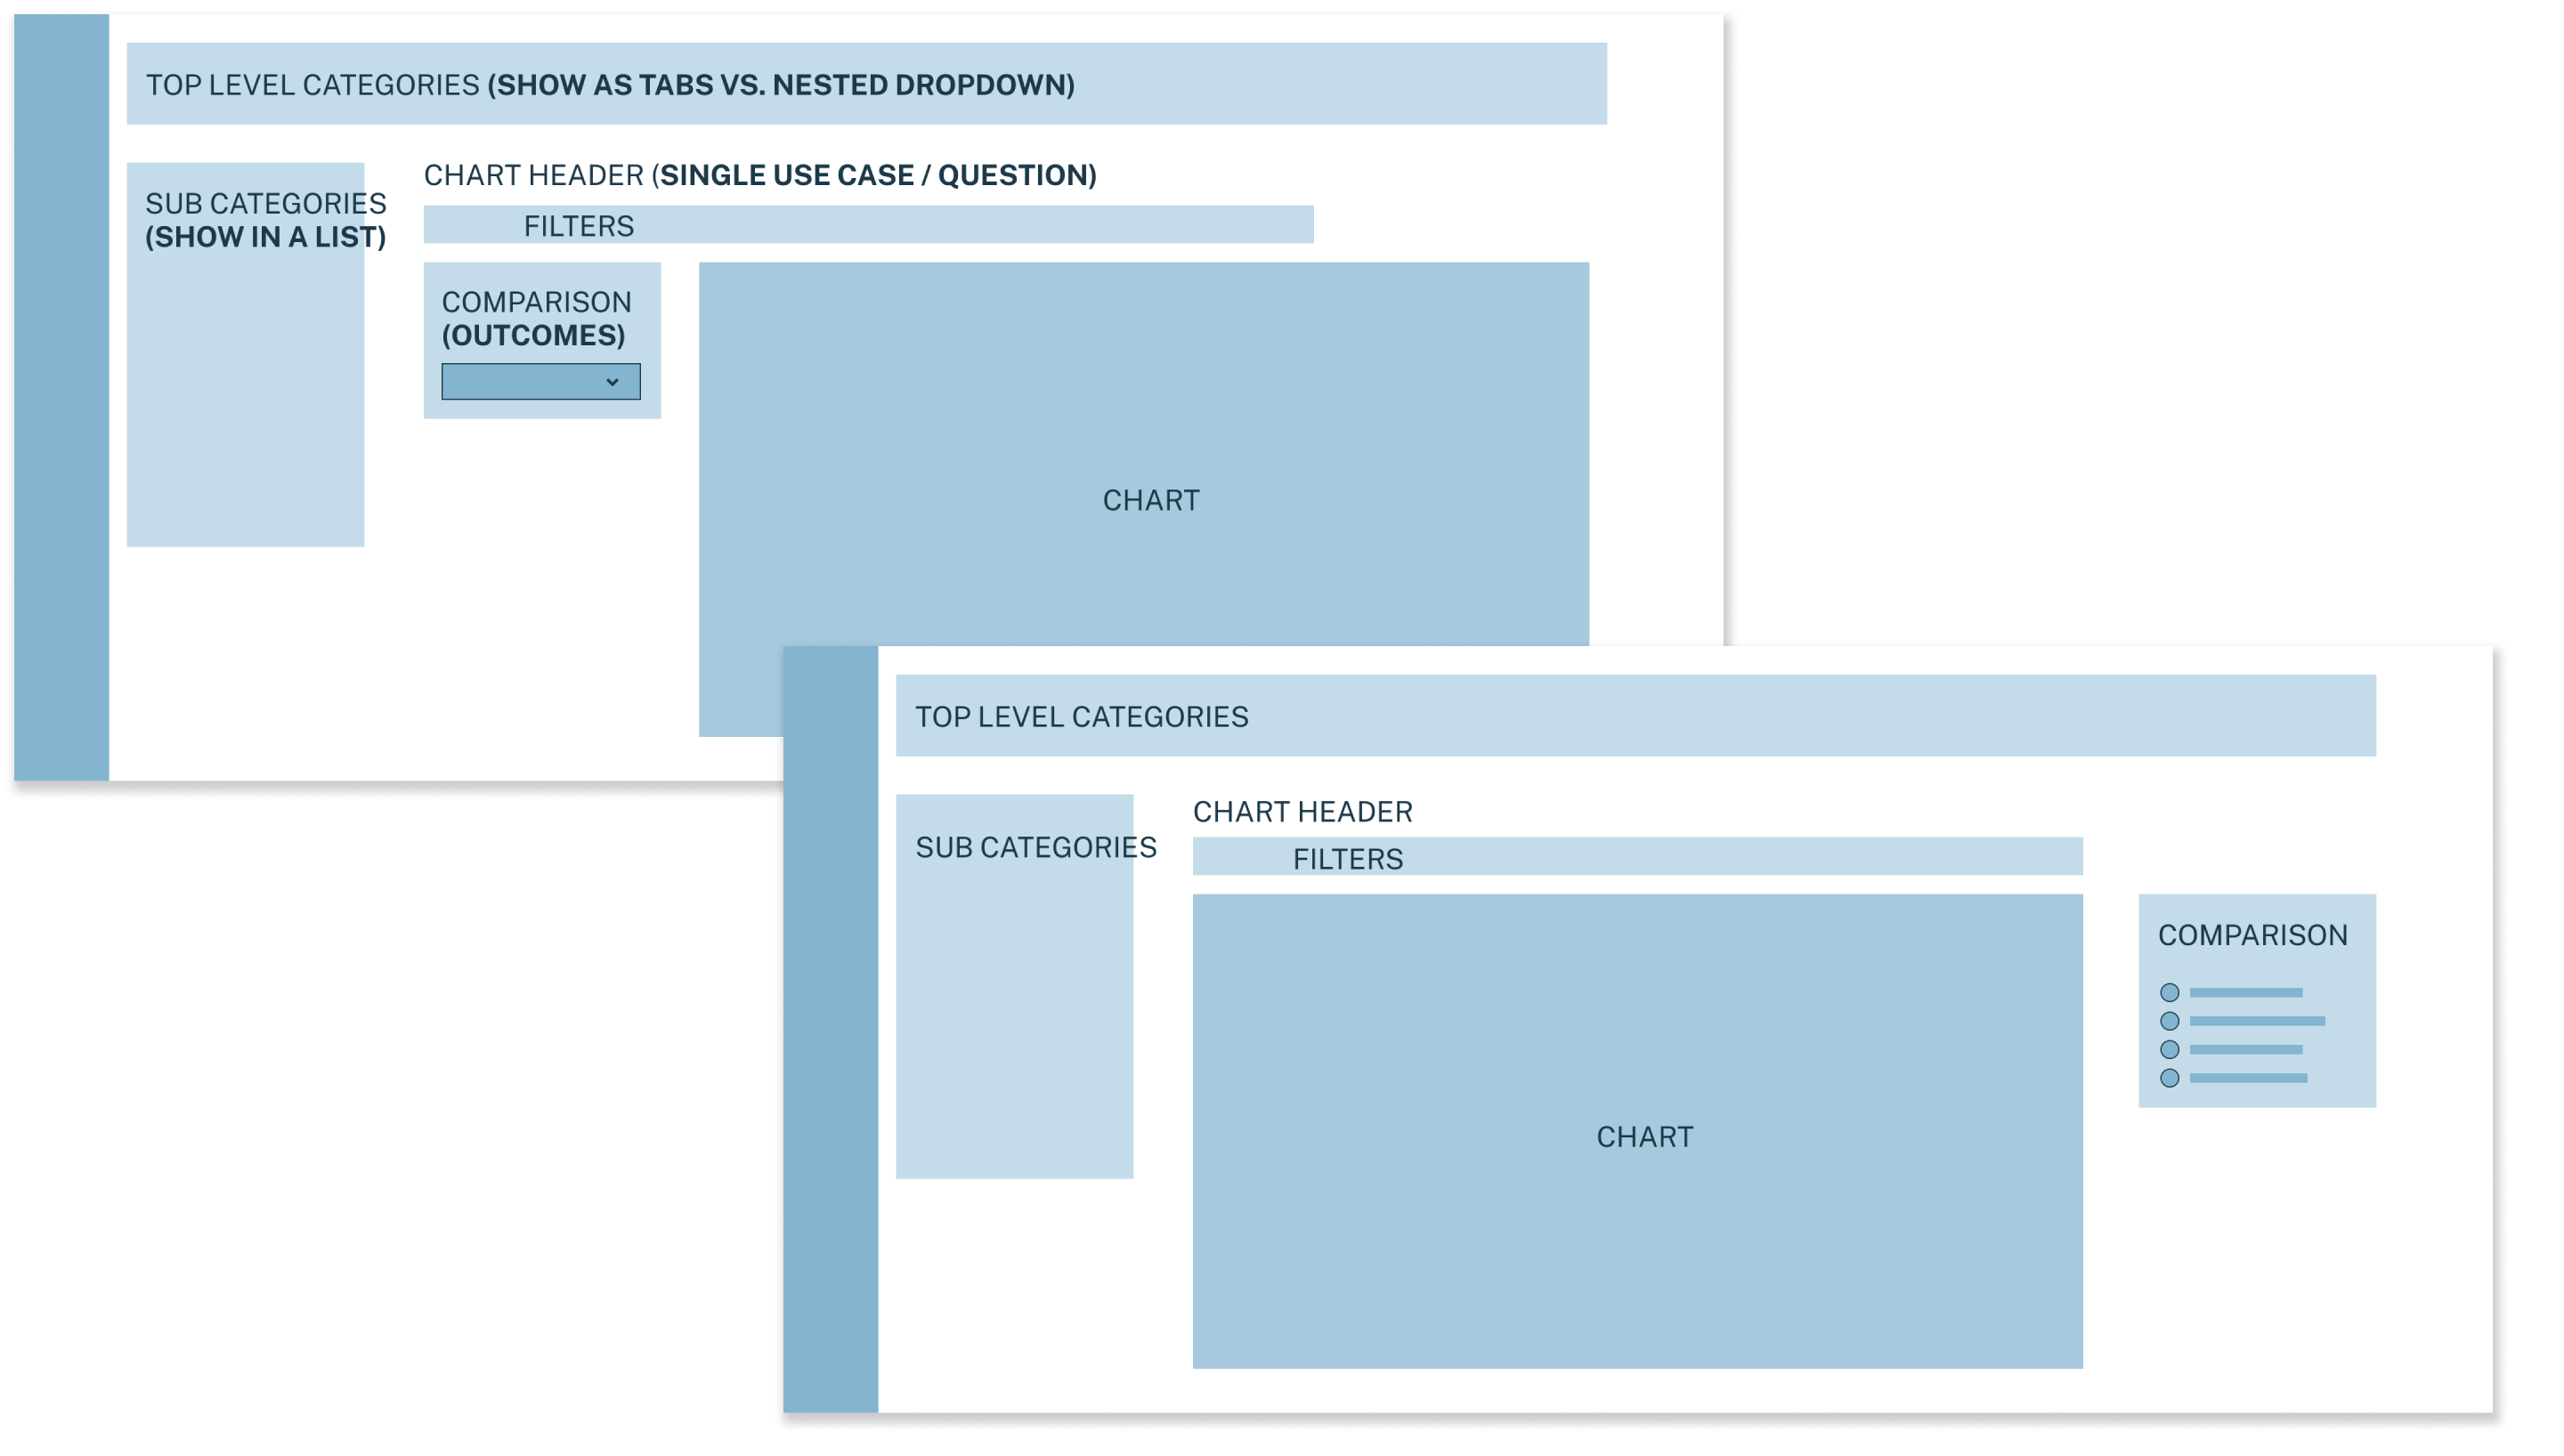 TOP LEVEL CATEGORIES (SHOW AS TABS VS. NESTED DROPDOWN)
SUB CATEGORIES
(SHOW IN A LIST)
CHART HEADER (SINGLE USE CASE / QUESTION)
FILTERS
COMPARISON
(OUTCOMES)
CHART
TOP LEVEL CATEGORIES
SUB CATEGORIES
CHART HEADER
FILTERS
CHART
COMPARISON